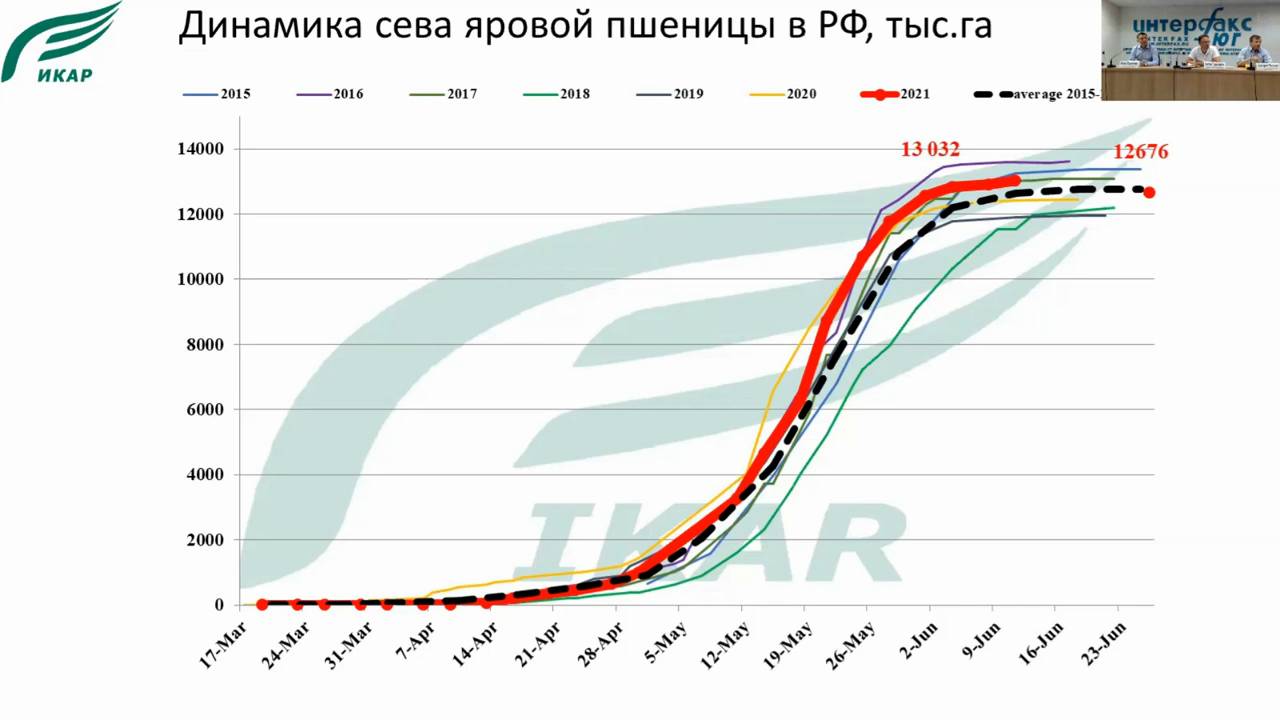 Динамика сева яровой пшеницы в РФ, тыс.га
ИКАР
интерфакс
юг
INTERFAX
2015 2016 2017 2018 2019 2020 2021 average 2015-
13 032
12676
14000
12000
10000
8000
6000
4000
2000
0
IKAR
17-Mar 24-Mar 31-Mar 7-Apr 14-Apr 21-Apr 28-Apr 5-May 12-May 19-May 26-May 2-Jun 9-Jun 16-Jun 23-Jun